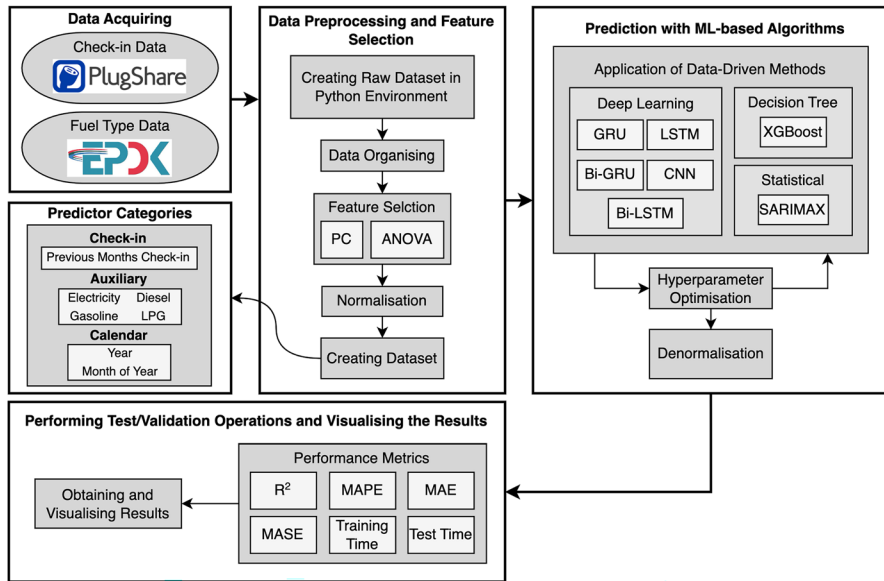 Data Acquiring
Check-in Data
PlugShare
Fuel Type Data
EPDK
Predictor Categories
Check-in
Previous Months Check-in
Auxiliary
Electricity Diesel
Gasoline LPG
Calendar
Year
Month of Year
Data Preprocessing and Feature
Selection
Creating Raw Dataset in
Python Environment
Data Organising
Feature Selction
PC ANOVA
Normalisation
Creating Dataset
Prediction with ML-based Algorithms
Application of Data-Driven Methods
Deep Learning
GRU LSTM
Bi-GRU CNN
Bi-LSTM
Decision Tree
XGBoost
Statistical
SARIMAX
Hyperparameter
Optimisation
Denormalisation
Performing Test/Validation Operations and Visualising the Results
Performance Metrics
R² MAPE MAE
MASE Training Time Test Time
Obtaining and
Visualising Results